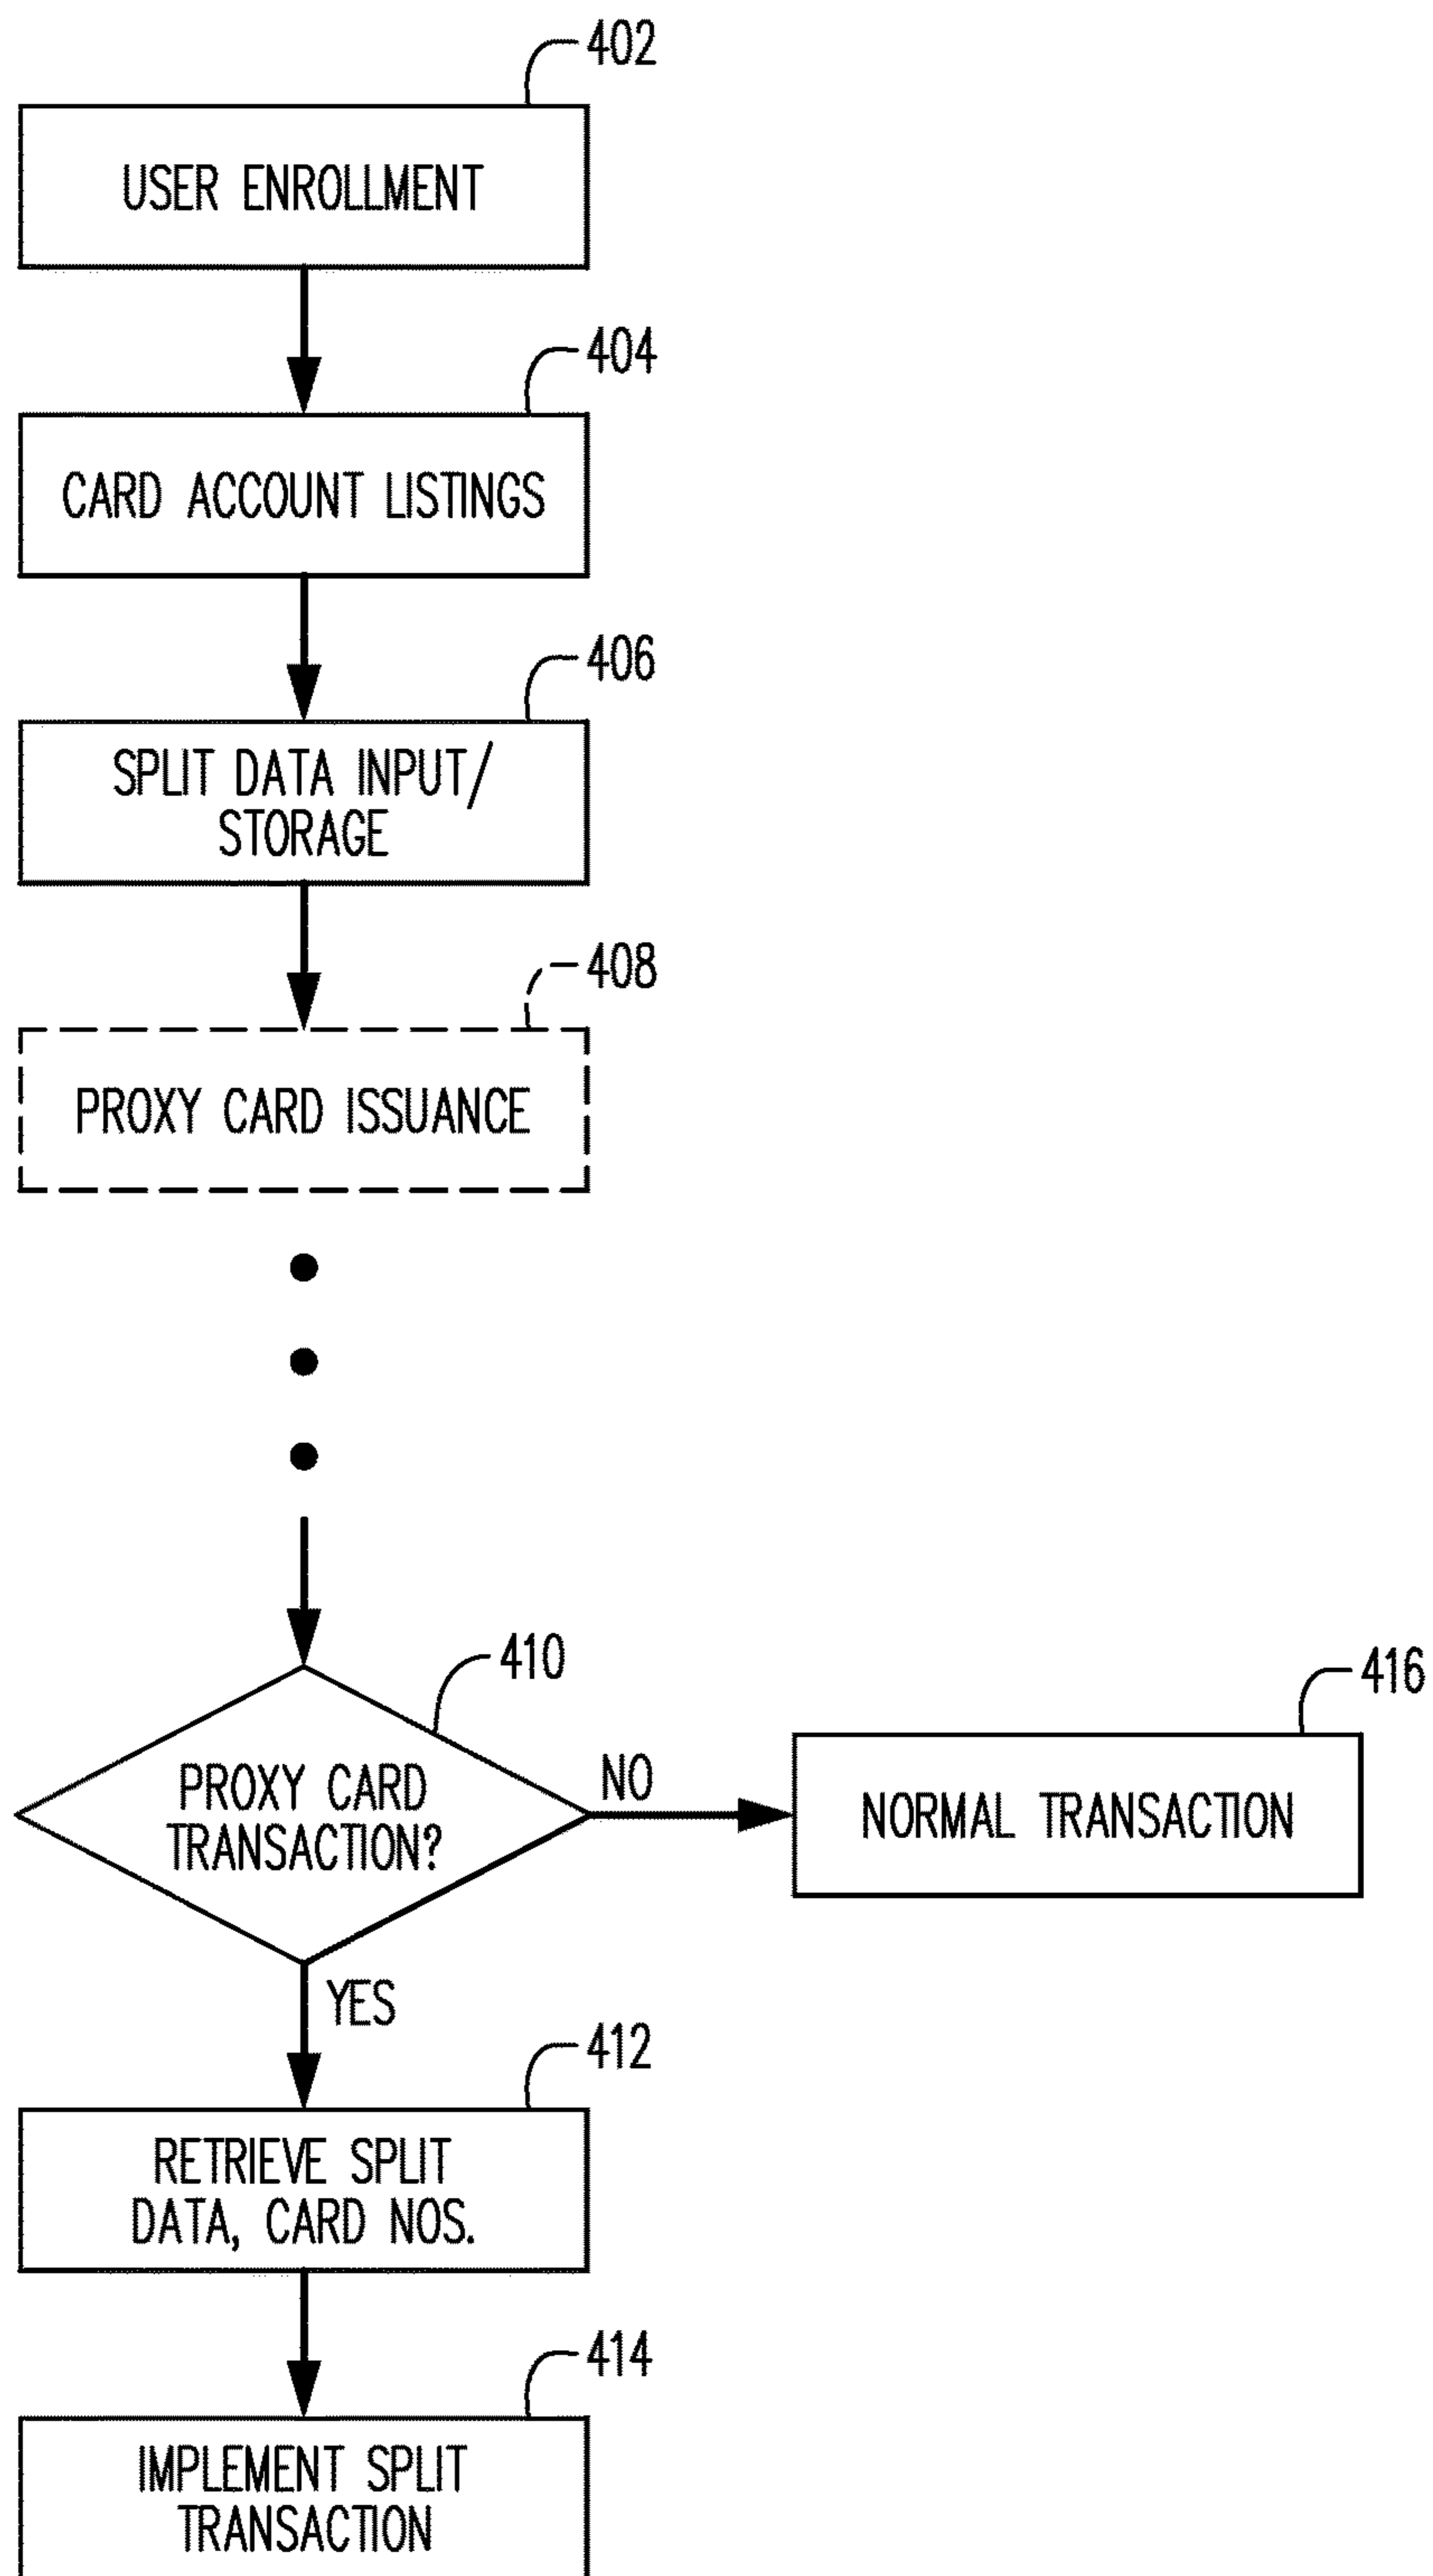 402
USER ENROLLMENT
404
CARD ACCOUNT LISTINGS
406
SPLIT DATA INPUT/
STORAGE
408
PROXY CARD ISSUANCE
410
416
PROXY CARD
TRANSACTION?
NO
NORMAL TRANSACTION
YES
412
RETRIEVE SPLIT
DATA, CARD NOS.
414
IMPLEMENT SPLIT
TRANSACTION